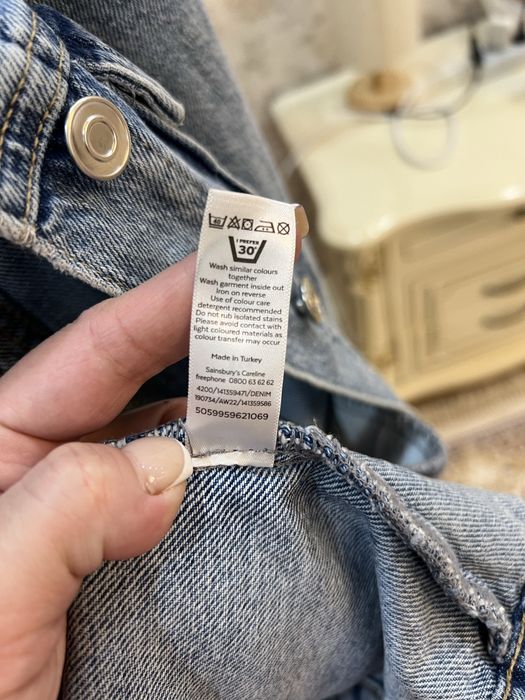 40
I PREFER
30°
Wash similar colours
together
Wash garment inside out
Iron on reverse
Use of colour care
detergent recommended
Do not rub isolated stains
Please avoid contact with
light coloured materials as
colour transfer may occur
Made in Turkey
Sainsbury's Careline
freephone 0800 63 62 62
4200/141359471/DENIM
190734/AW22/141359586
5059959621069